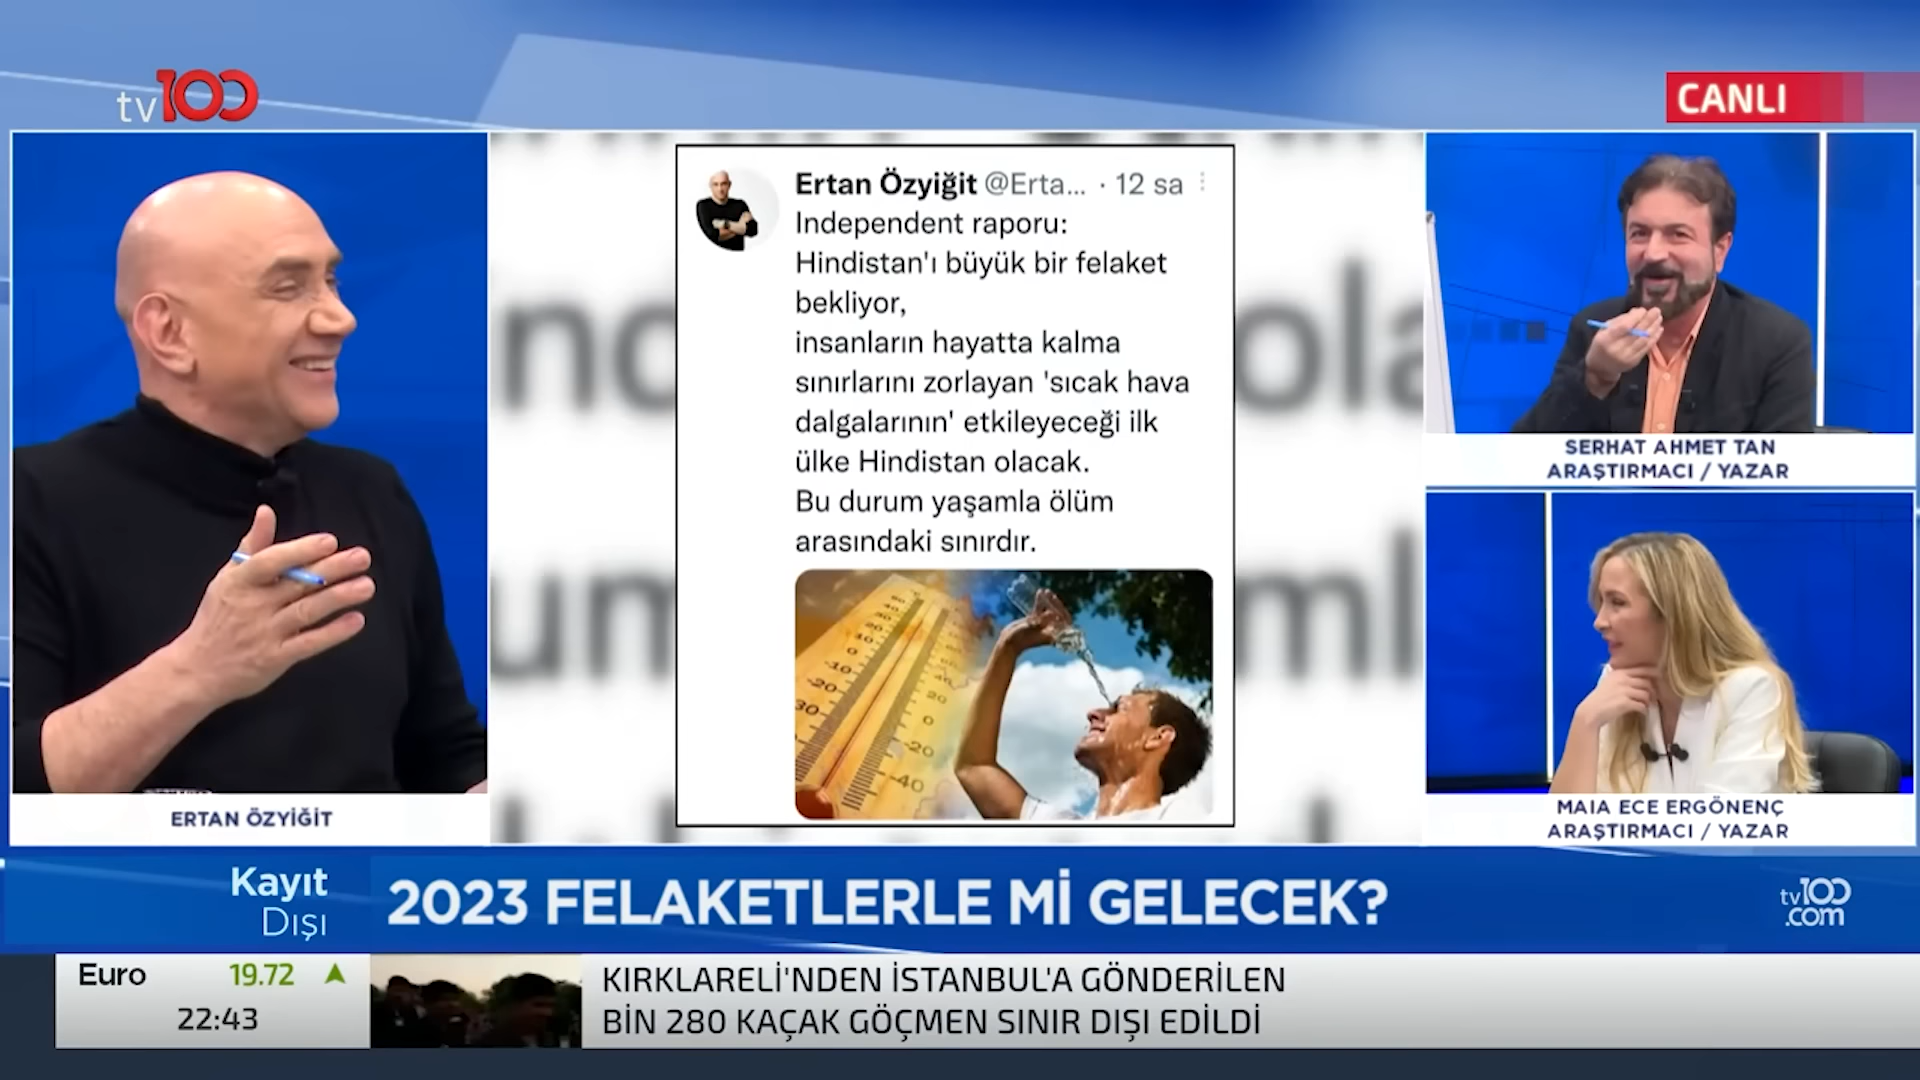 tv100
CANLI
Ertan Özyiğit @Erta... · 12 sa
Independent raporu:
Hindistan'ı büyük bir felaket
bekliyor,
insanların hayatta kalma
sınırlarını zorlayan 'sıcak hava
dalgalarının' etkileyeceği ilk
ülke Hindistan olacak.
Bu durum yaşamla ölüm
arasındaki sınırdır.
ERTAN ÖZYİĞİT
SERHAT AHMET TAN
ARAŞTIRMACI / YAZAR
MAIA ECE ERGÖNENÇ
ARAŞTIRMACI / YAZAR
Kayıt
Dışı
2023 FELAKETLERLE Mİ GELECEK?
tv100
.com
Euro 19.72
22:43
KIRKLARELİ'NDEN İSTANBUL'A GÖNDERİLEN
BİN 280 KAÇAK GÖÇMEN SINIR DIŞI EDİLDİ